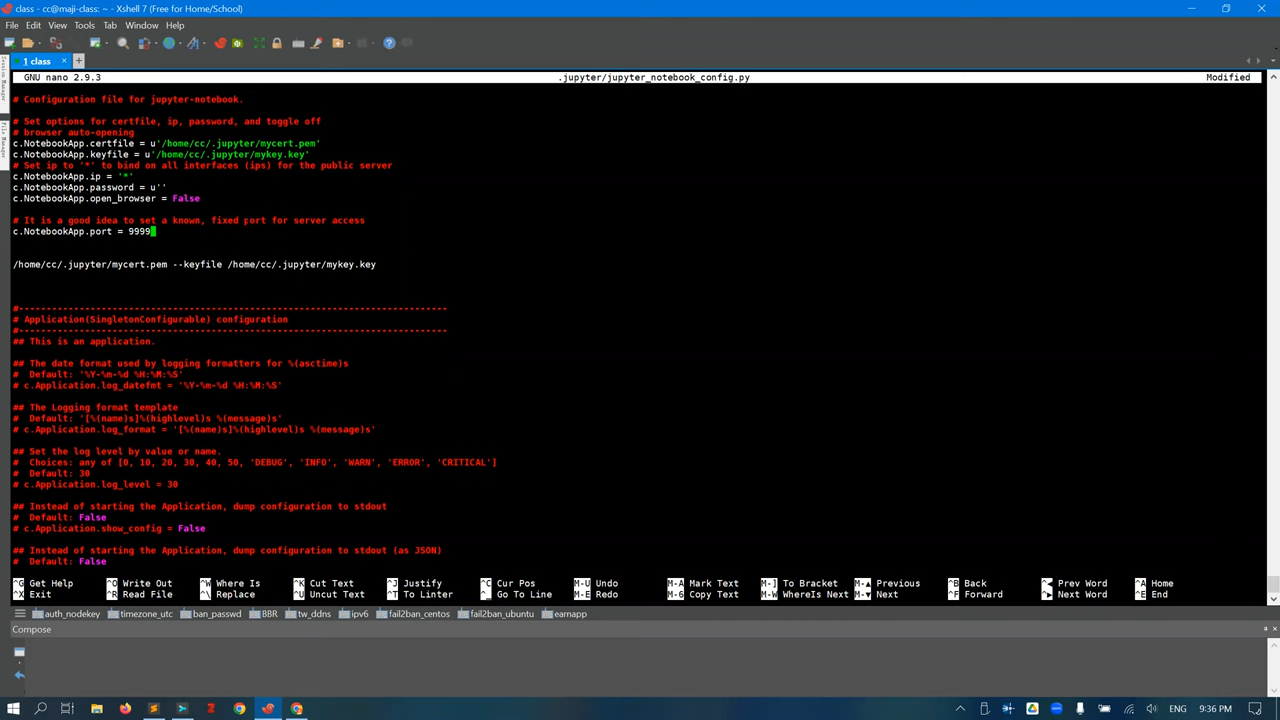 class - cc@maji-class: ~ - Xshell 7 (Free for Home/School)
File Edit View Tools Tab Window Help
1 class
Session Manager
File Manager
GNU nano 2.9.3 .jupyter/jupyter_notebook_config.py Modified
# Configuration file for jupyter-notebook.
# Set options for certfile, ip, password, and toggle off
# browser auto-opening
c.NotebookApp.certfile = u'/home/cc/.jupyter/mycert.pem'
c.NotebookApp.keyfile = u'/home/cc/.jupyter/mykey.key'
# Set ip to '*' to bind on all interfaces (ips) for the public server
c.NotebookApp.ip = '*'
c.NotebookApp.password = u''
c.NotebookApp.open_browser = False
# It is a good idea to set a known, fixed port for server access
c.NotebookApp.port = 9999
/home/cc/.jupyter/mycert.pem --keyfile /home/cc/.jupyter/mykey.key
#------------------------------------------------------------------------------
# Application(SingletonConfigurable) configuration
#------------------------------------------------------------------------------
## This is an application.
## The date format used by logging formatters for %(asctime)s
#  Default: '%Y-%m-%d %H:%M:%S'
# c.Application.log_datefmt = '%Y-%m-%d %H:%M:%S'
## The Logging format template
#  Default: '[%(name)s]%(highlevel)s %(message)s'
# c.Application.log_format = '[%(name)s]%(highlevel)s %(message)s'
## Set the log level by value or name.
#  Choices: any of [0, 10, 20, 30, 40, 50, 'DEBUG', 'INFO', 'WARN', 'ERROR', 'CRITICAL']
#  Default: 30
# c.Application.log_level = 30
## Instead of starting the Application, dump configuration to stdout
#  Default: False
# c.Application.show_config = False
## Instead of starting the Application, dump configuration to stdout (as JSON)
#  Default: False
^G Get Help ^O Write Out ^W Where Is ^K Cut Text ^J Justify ^C Cur Pos M-U Undo M-A Mark Text M-] To Bracket M-▲ Previous ^B Back ^◀ Prev Word ^A Home
^X Exit ^R Read File ^\ Replace ^U Uncut Text ^T To Linter ^_ Go To Line M-E Redo M-6 Copy Text M-W WhereIs Next M-▼ Next ^F Forward ^▶ Next Word ^E End
auth_nodekey timezone_utc ban_passwd BBR tw_ddns ipv6 fail2ban_centos fail2ban_ubuntu earnapp
Compose
ENG 9:36 PM